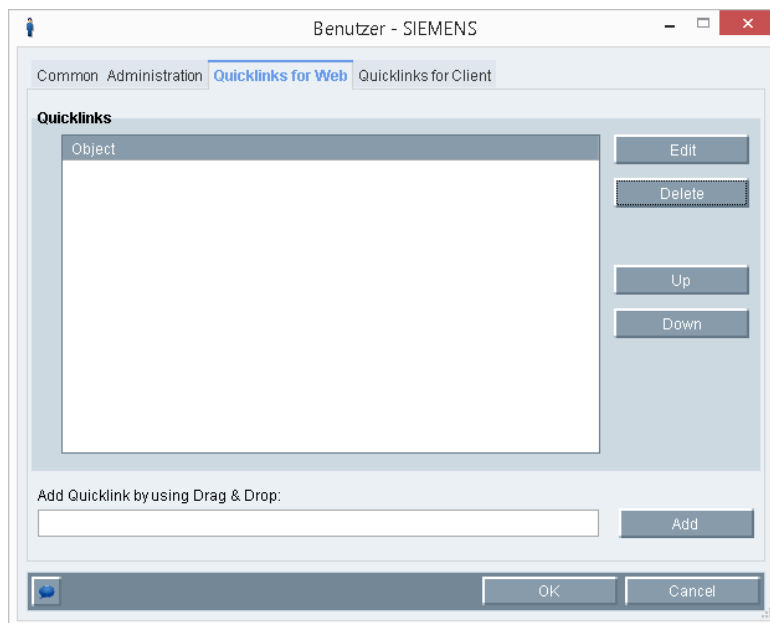 Benutzer - SIEMENS
Common Administration Quicklinks for Web Quicklinks for Client
Quicklinks
Object
Edit
Delete
Up
Down
Add Quicklink by using Drag & Drop:
Add
OK Cancel